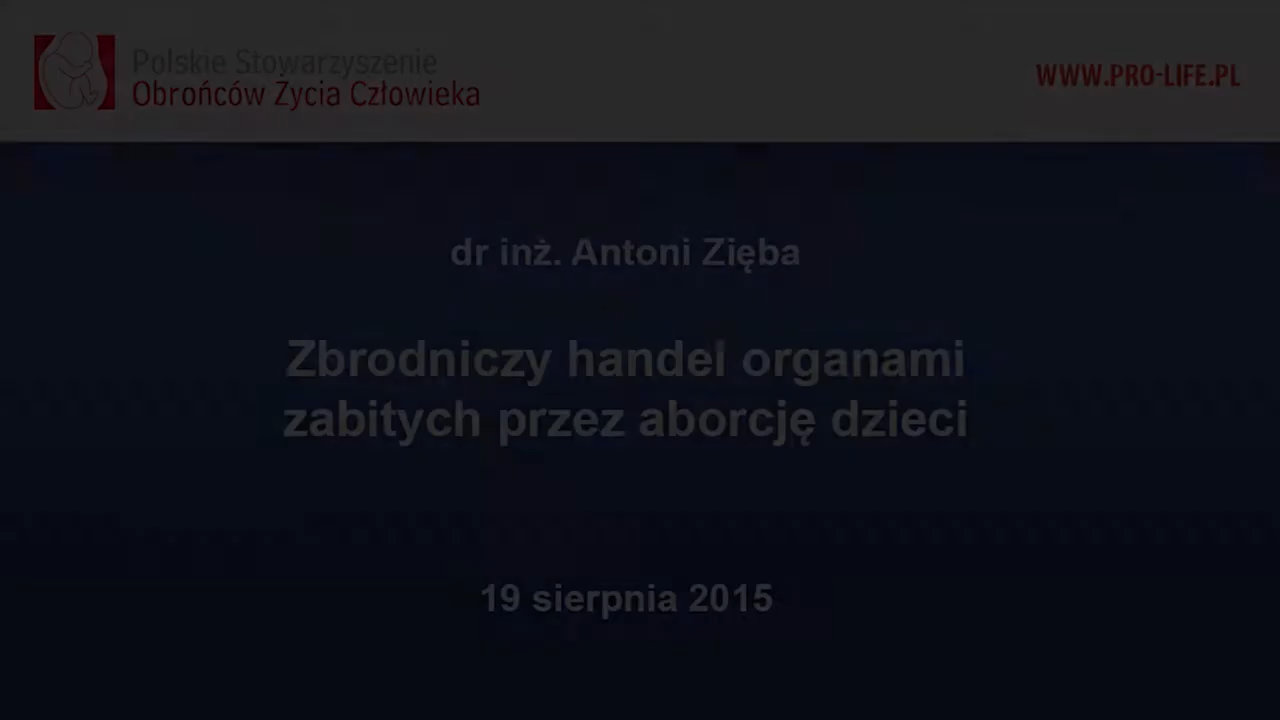 Polskie Stowarzyszenie
Obrońców Życia Człowieka
WWW.PRO-LIFE.PL
dr inż. Antoni Zięba
Zbrodniczy handel organami
zabitych przez aborcję dzieci
19 sierpnia 2015